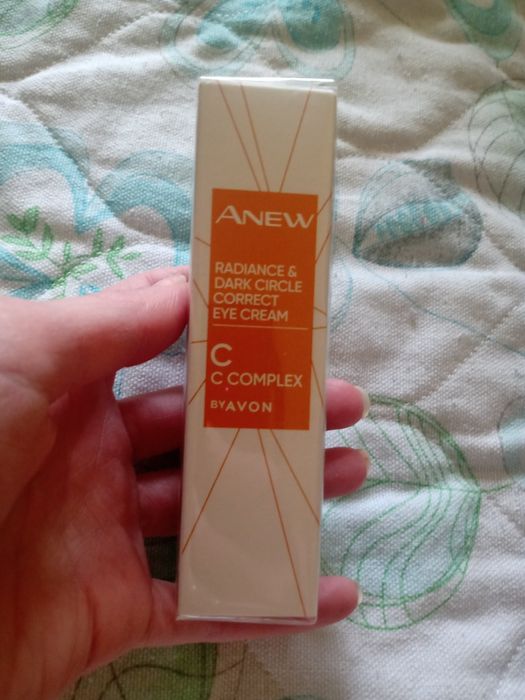 ANEW
RADIANCE &
DARK CIRCLE
CORRECT
EYE CREAM
C
C COMPLEX
BY AVON